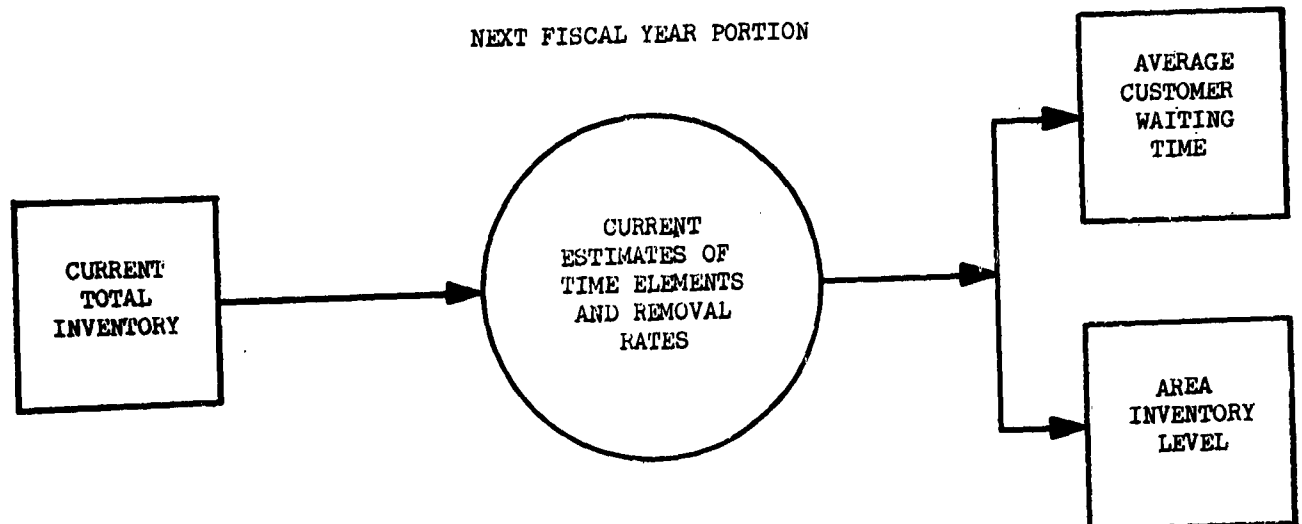 NEXT FISCAL YEAR PORTION
CURRENT
TOTAL
INVENTORY
CURRENT
ESTIMATES OF
TIME ELEMENTS
AND REMOVAL
RATES
AVERAGE
CUSTOMER
WAITING
TIME
AREA
INVENTORY
LEVEL